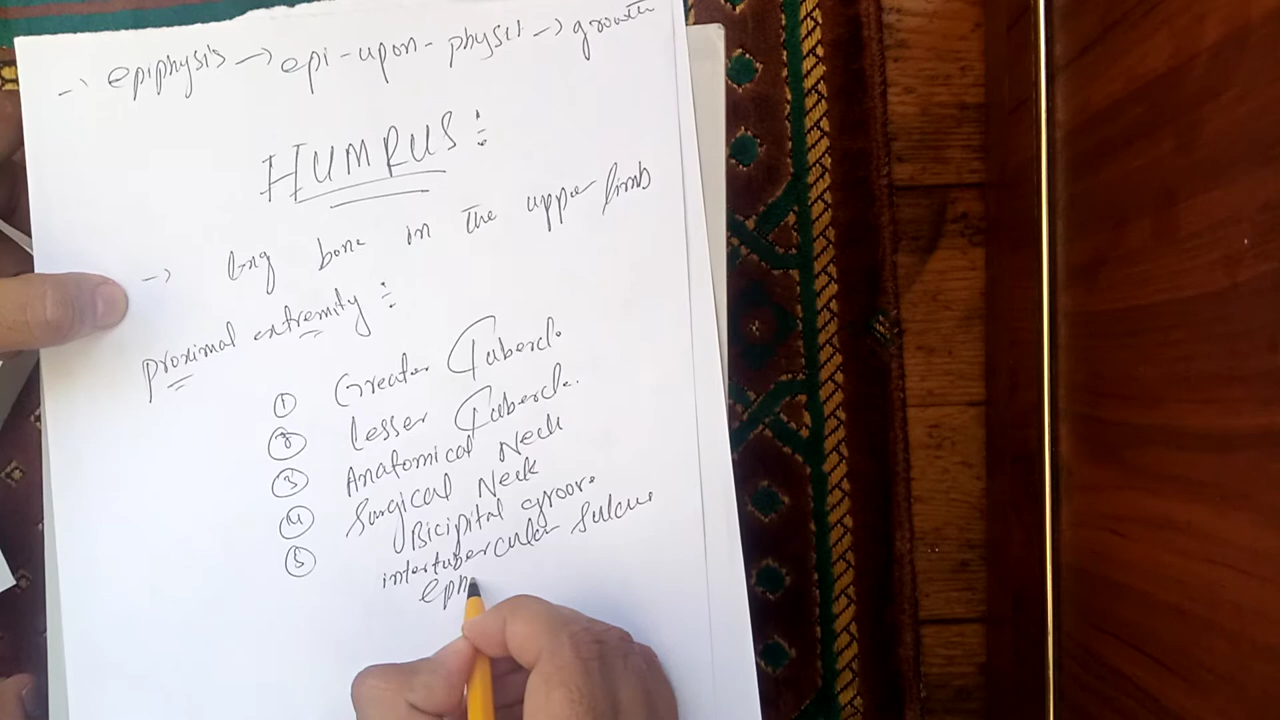 → epiphysis → epi-upon-physis → growth
HUMRUS:
→ long bone in the upper limb
proximal extremity:
① Greater Tubercle.
② lesser Tubercle.
③ Anatomical Neck
④ Surgical Neck
⑤ Bicipital groove
intertubercular sulcus
eph